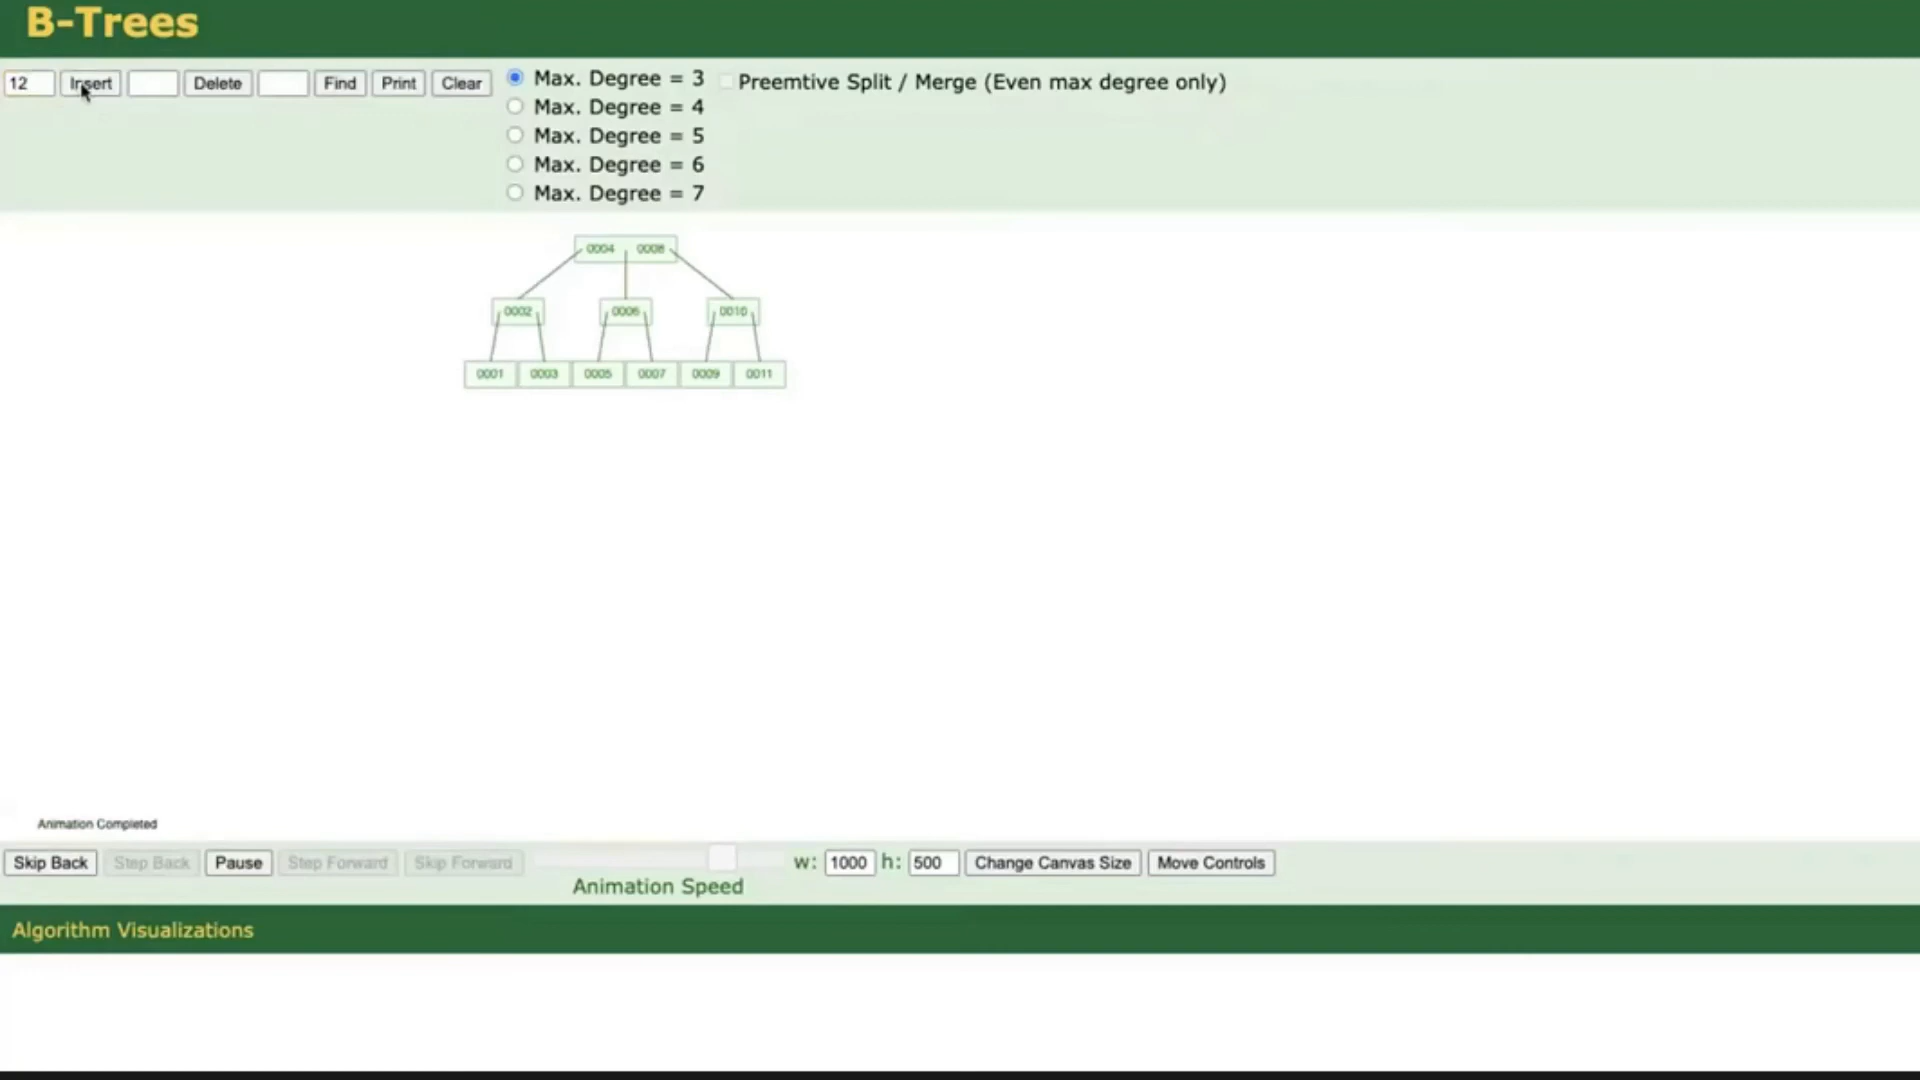 B-Trees
12 Insert Delete Find Print Clear Max. Degree = 3 Preemtive Split / Merge (Even max degree only)
Max. Degree = 4
Max. Degree = 5
Max. Degree = 6
Max. Degree = 7
0004 0008
0002 0006 0010
0001 0003 0005 0007 0009 0011
Animation Completed
Skip Back Step Back Pause Step Forward Skip Forward w: 1000 h: 500 Change Canvas Size Move Controls
Animation Speed
Algorithm Visualizations